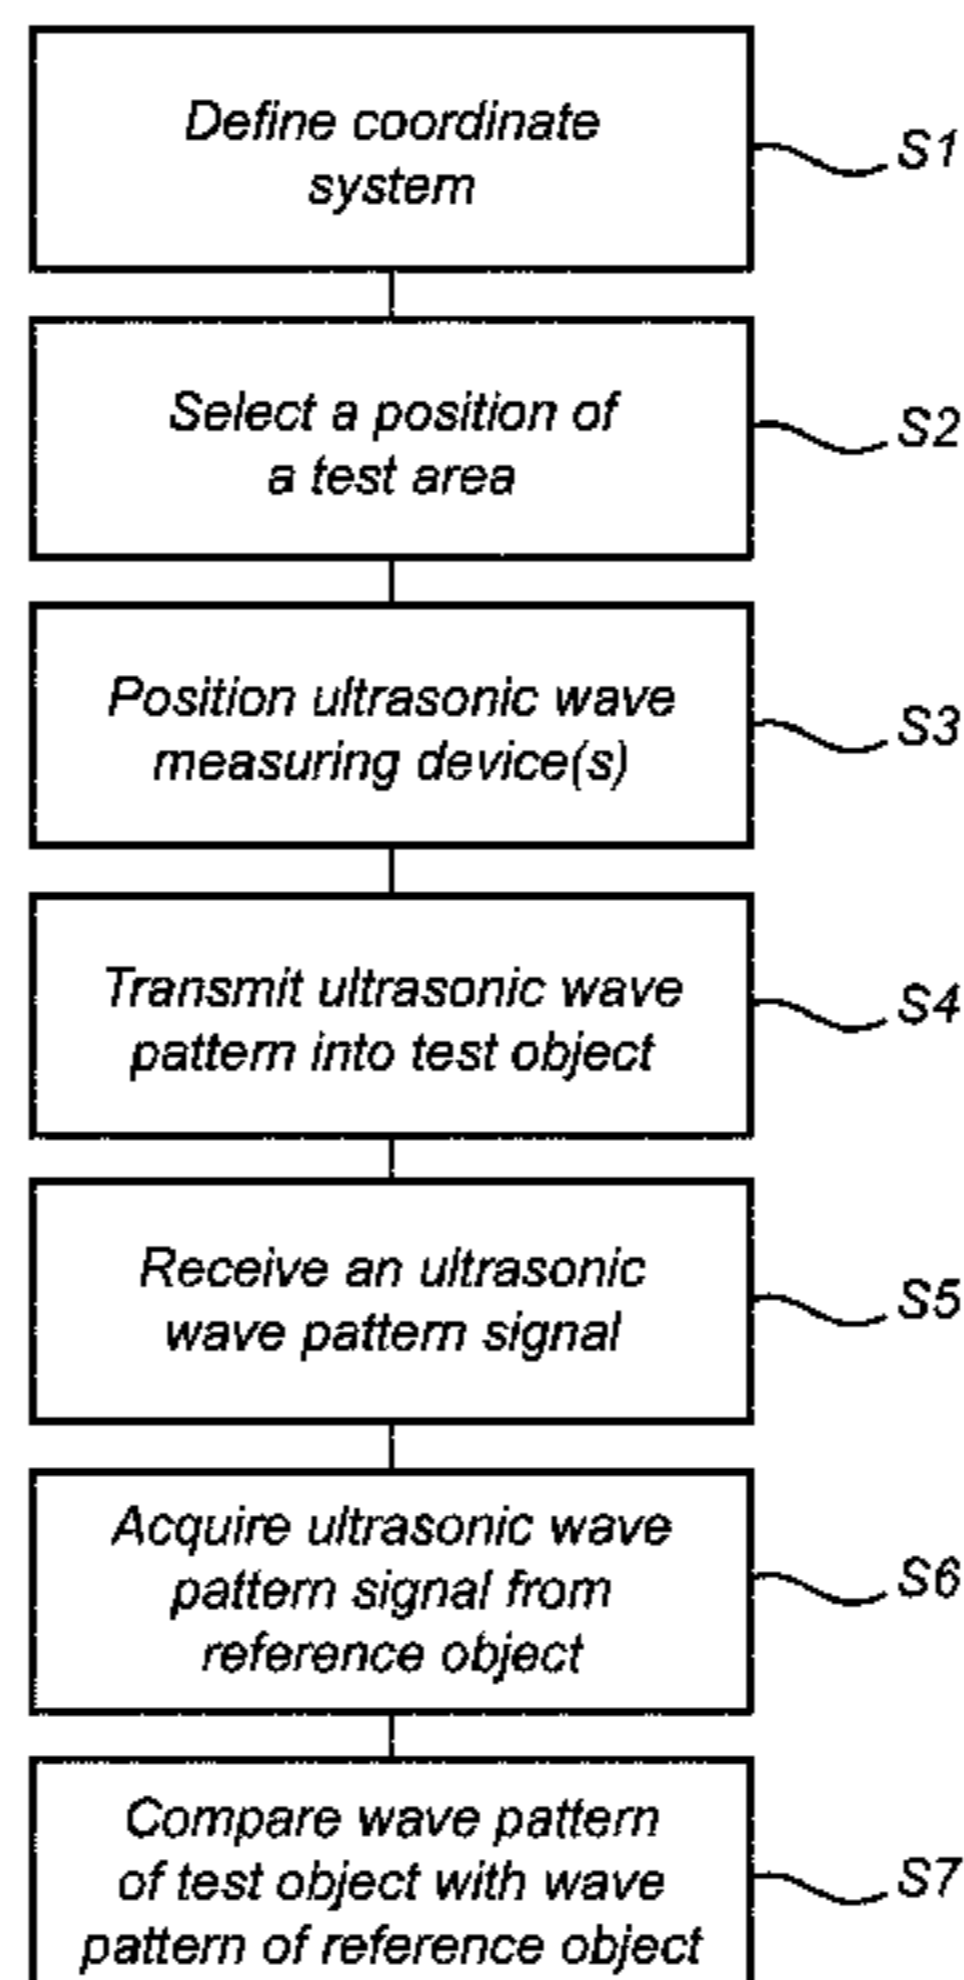 Define coordinate
system
S1
Select a position of
a test area
S2
Position ultrasonic wave
measuring device(s)
S3
Transmit ultrasonic wave
pattern into test object
S4
Receive an ultrasonic
wave pattern signal
S5
Acquire ultrasonic wave
pattern signal from
reference object
S6
Compare wave pattern
of test object with wave
pattern of reference object
S7